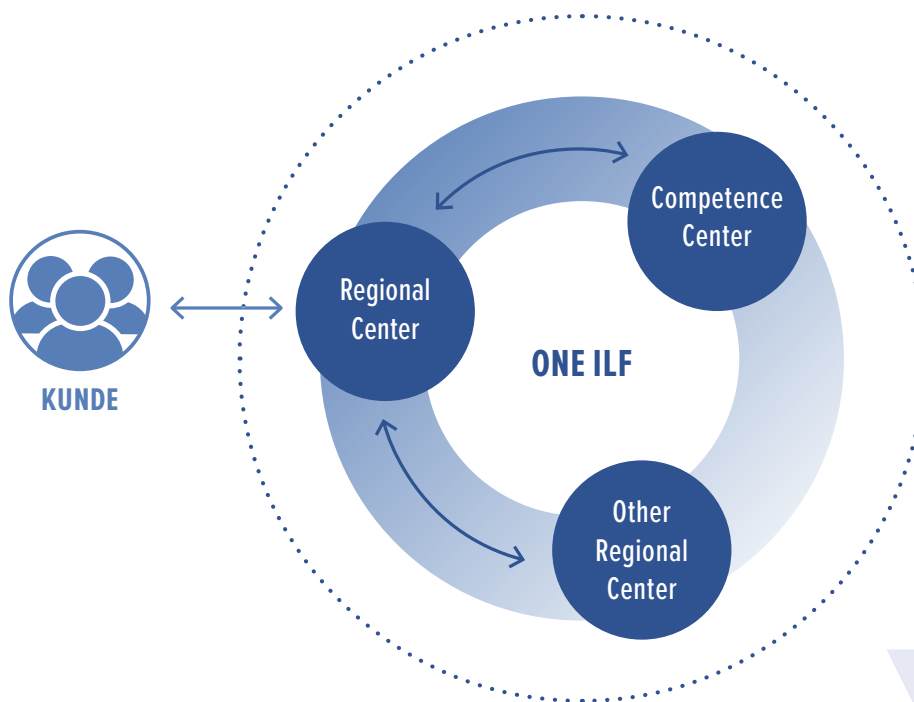 Competence
Center
Regional
Center
ONE ILF
KUNDE
Other
Regional
Center